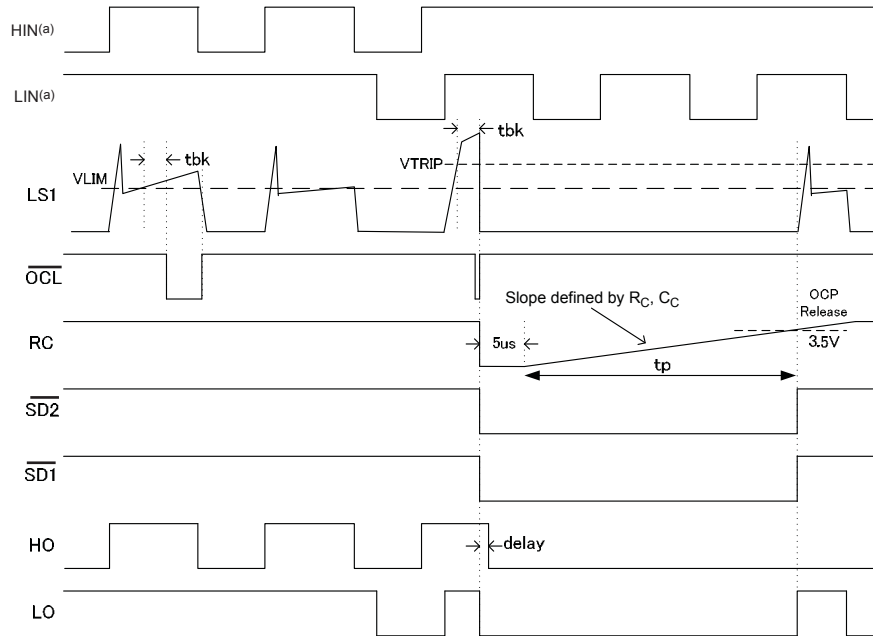 HIN(a)
LIN(a)
tbk
tbk
VTRIP
VLIM
LS1
OCL
Slope defined by RC, CC
OCP
Release
RC
5us
3.5V
tp
SD2
SD1
HO
delay
LO